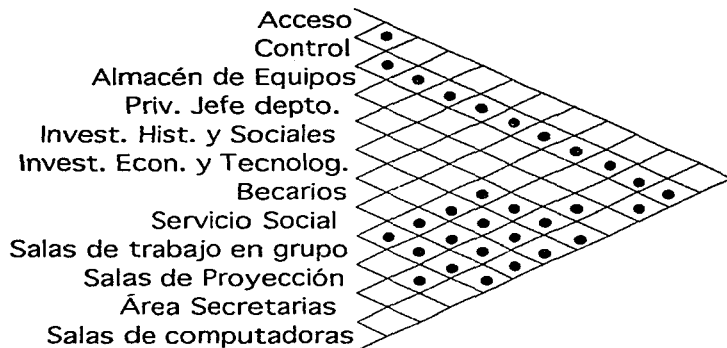 Acceso
Control
Almacén de Equipos
Priv. Jefe depto.
Invest. Hist. y Sociales
Invest. Econ. y Tecnolog.
Becarios
Servicio Social
Salas de trabajo en grupo
Salas de Proyección
Área Secretarias
Salas de computadoras